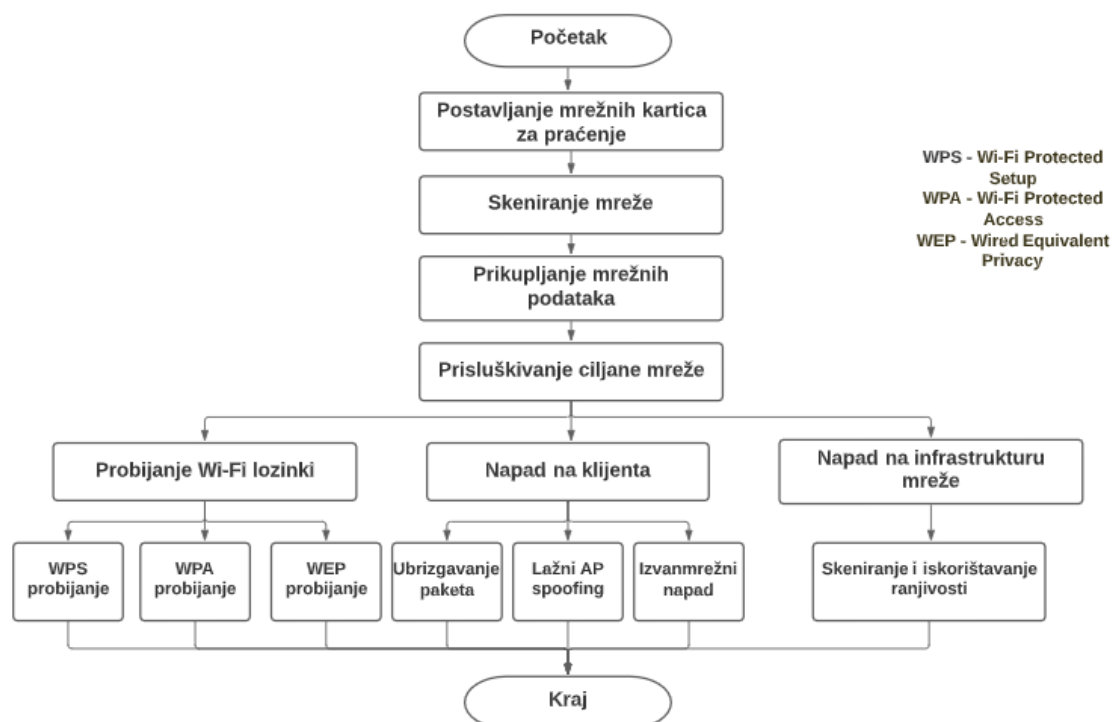 Početak
Postavljanje mrežnih kartica
za praćenje
WPS - Wi-Fi Protected
Setup
WPA - Wi-Fi Protected
Access
WEP - Wired Equivalent
Privacy
Skeniranje mreže
Prikupljanje mrežnih
podataka
Prisluškivanje ciljane mreže
Probijanje Wi-Fi lozinki
Napad na klijenta
Napad na infrastrukturu
mreže
WPS
probijanje
WPA
probijanje
WEP
probijanje
Ubrizgavanje
paketa
Lažni AP
spoofing
Izvanmrežni
napad
Skeniranje i iskorištavanje
ranjivosti
Kraj